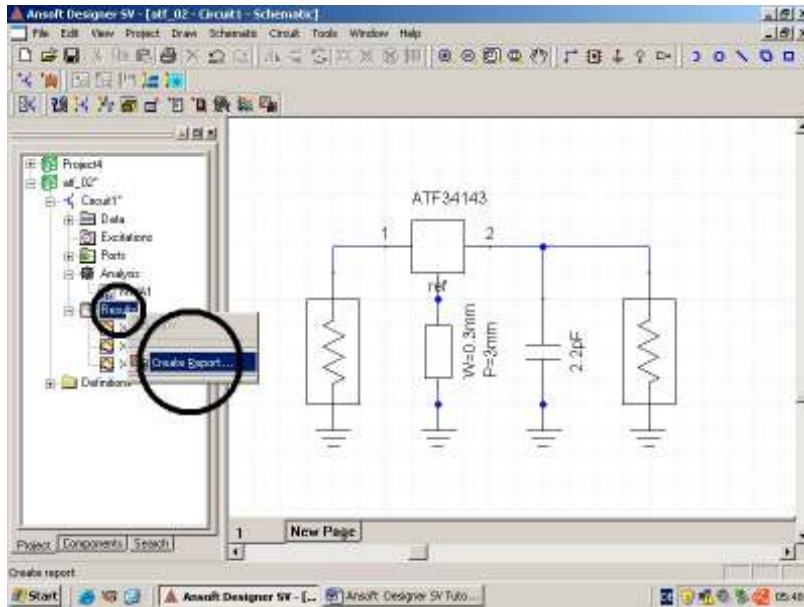 Ansoft Designer SV - [atf_02 - Circuit1 - Schematic]
File Edit View Project Draw Schematic Circuit Tools Window Help
Project4
atf_02*
Circuit1*
Data
Excitations
Ports
Analysis
Results
Create Report...
Definitions
ATF34143
1 2
ref
W=0.3mm
P=3mm
2.2pF
Project Components Search
1 New Page
Create report
Start Ansoft Designer SV - [... Ansoft Designer SV Tuto... 05:48